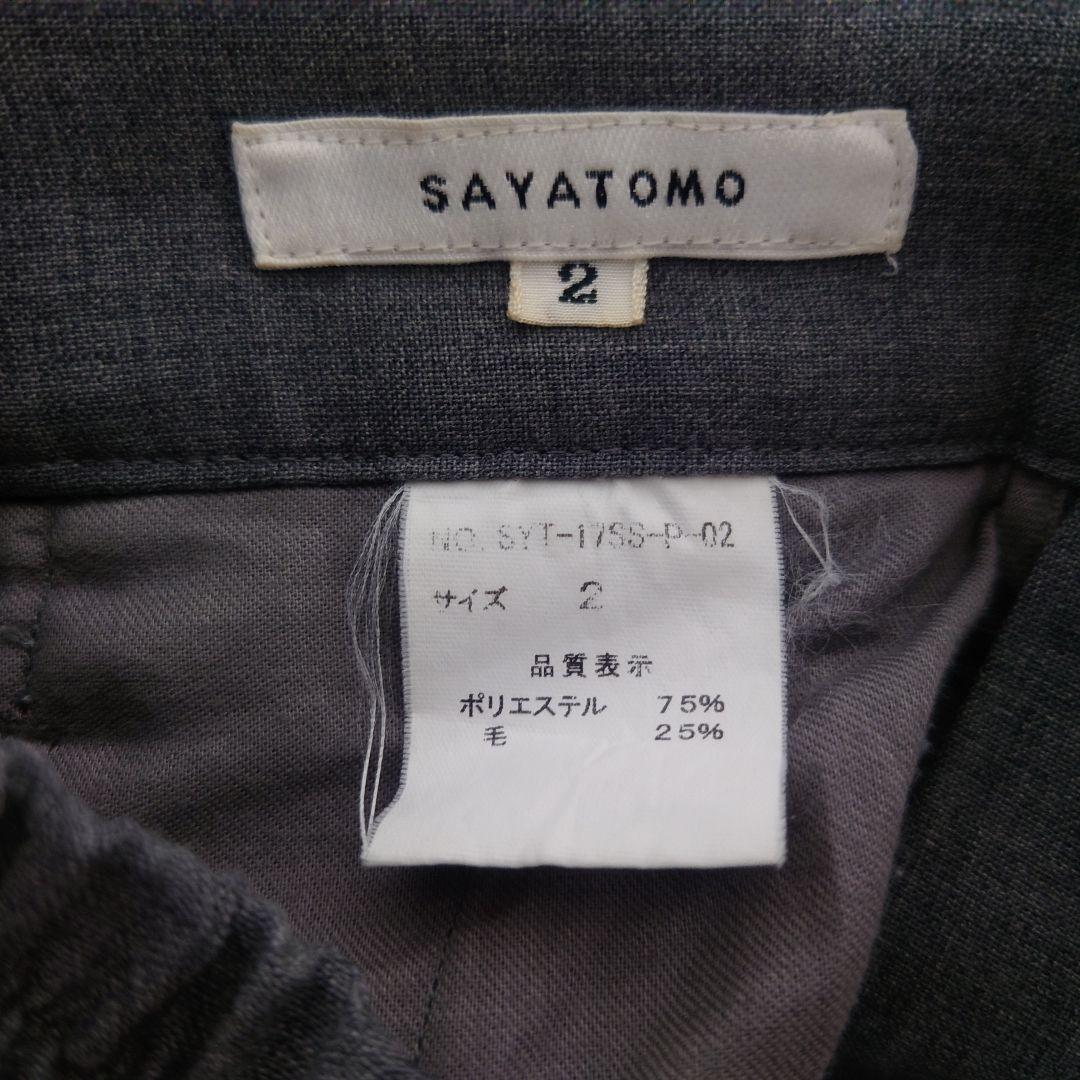 SAYATOMO
2
NO. SYT-17SS-P-02
サイズ 2
品質表示
ポリエステル 75%
毛 25%